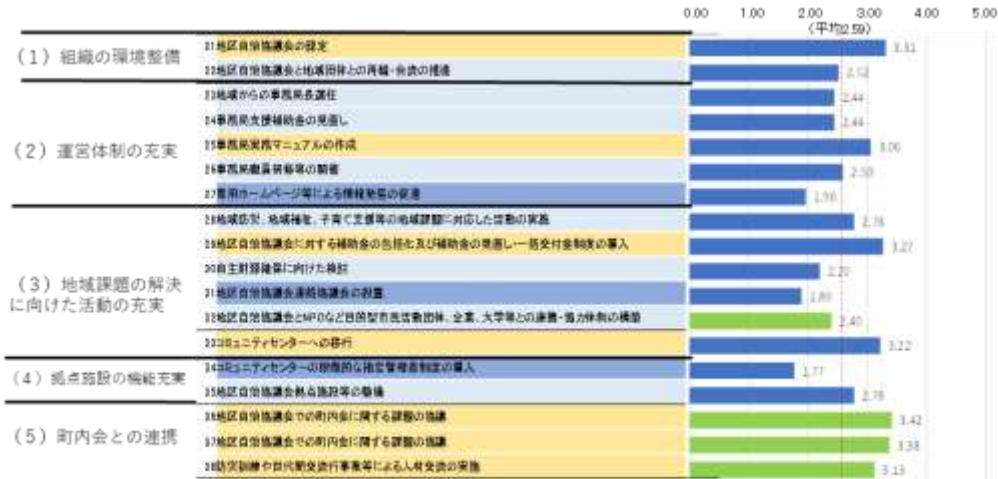 0.00 1.00 2.00 3.00 4.00 5.00
(平均2.59)
(1)組織の環境整備
21地区自治協議会の認定
22地区自治協議会と地域団体との再編・合流の推進 2.52
(2)運営体制の充実
23地域からの事務局長選任 2.44
24事務局支援補助金の見直し 2.44
25事務局実務マニュアルの作成 3.06
26事務局職員研修等の開催
27専用ホームページ等による情報発信の促進 1.96
(3)地域課題の解決
に向けた活動の充実
28地域防災、地域福祉、子育て支援等の地域課題に対応した活動の実施 2.78
29地区自治協議会に対する補助金の包括化及び補助金の見直し・一括交付金制度の導入 3.27
30自主財源確保に向けた検討
31地区自治協議会連絡協議会の設置
32地区自治協議会とNPOなど目的型市民活動団体、企業、大学等との連携・協力体制の構築 2.40
33コミュニティセンターへの移行 3.22
(4)拠点施設の機能充実
34コミュニティセンターの段階的な指定管理者制度の導入 1.77
35地区自治協議会拠点施設等の整備 2.78
(5)町内会との連携
36地区自治協議会での町内会に関する課題の協議 3.42
37地区自治協議会での町内会に関する課題の協議 3.38
38防災訓練や世代間交流行事業等による人材交流の実施 3.13